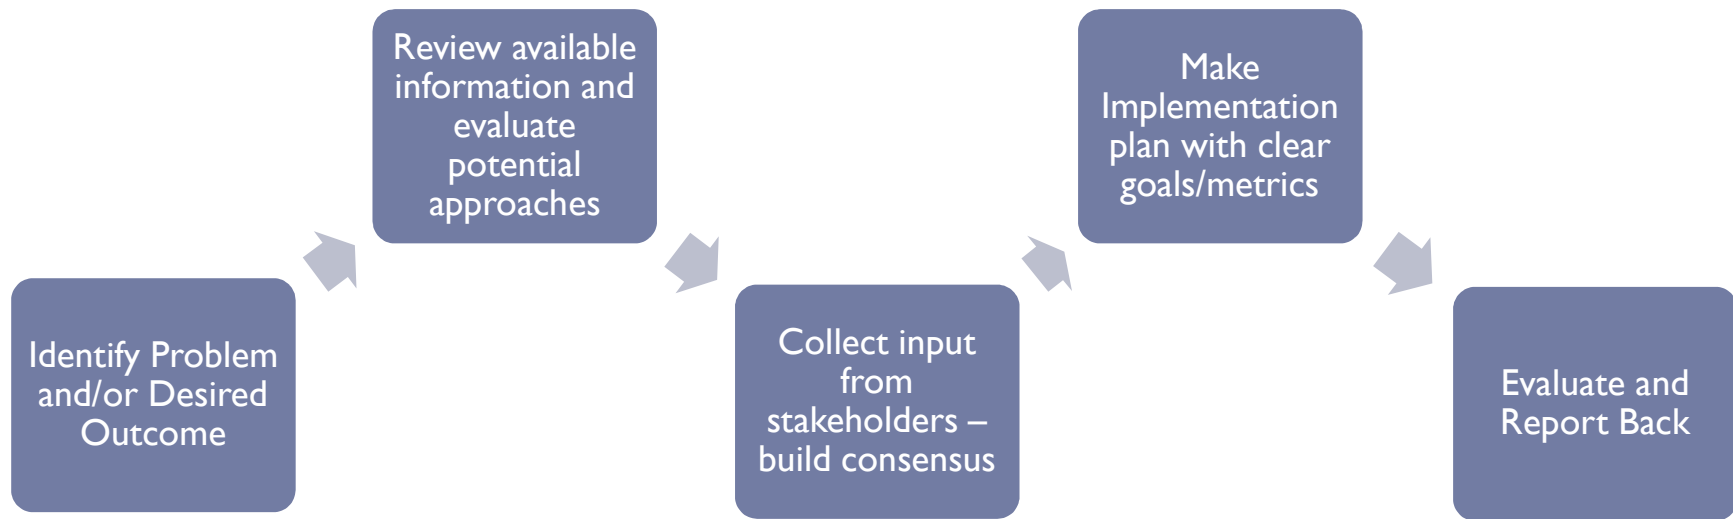 Identify Problem
and/or Desired
Outcome
Review available
information and
evaluate
potential
approaches
Collect input
from
stakeholders –
build consensus
Make
Implementation
plan with clear
goals/metrics
Evaluate and
Report Back